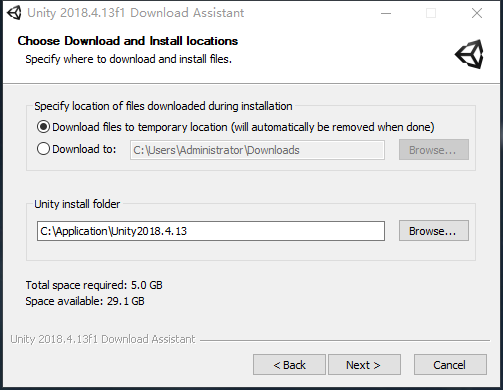 Unity 2018.4.13f1 Download Assistant
Choose Download and Install locations
Specify where to download and install files.
Specify location of files downloaded during installation
Download files to temporary location (will automatically be removed when done)
Download to: C:\Users\Administrator\Downloads Browse...
Unity install folder
C:\Application\Unity2018.4.13 Browse...
Total space required: 5.0 GB
Space available: 29.1 GB
Unity 2018.4.13f1 Download Assistant
< Back Next > Cancel